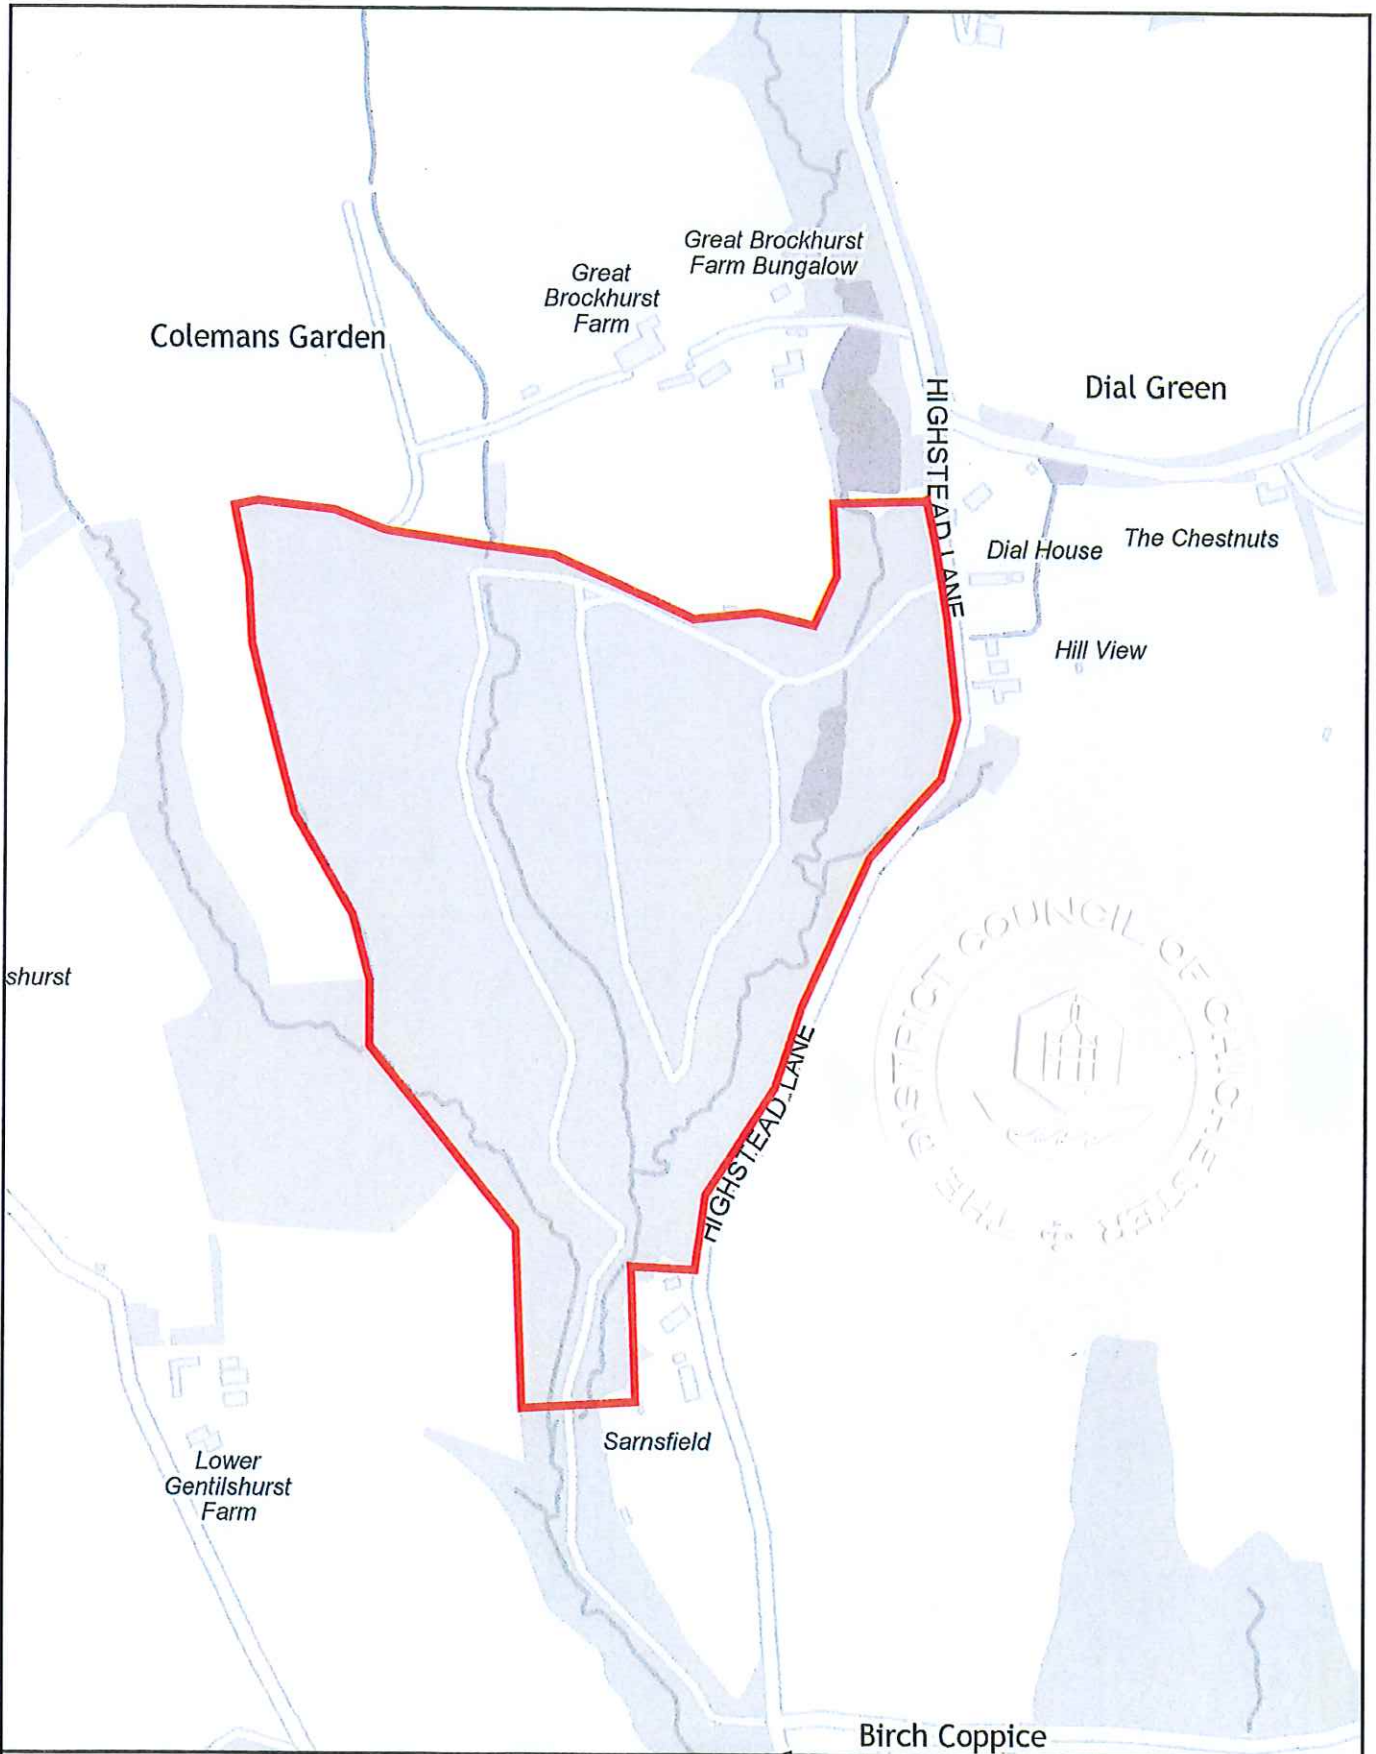 Great Brockhurst
Farm Bungalow
Great
Brockhurst
Farm
Colemans Garden
Dial Green
HIGHSTEAD LANE
The Chestnuts
Dial House
Hill View
shurst
THE DISTRICT COUNCIL OF CHICHESTER
HIGHSTEAD LANE
Sarnsfield
Lower
Gentilshurst
Farm
Birch Coppice